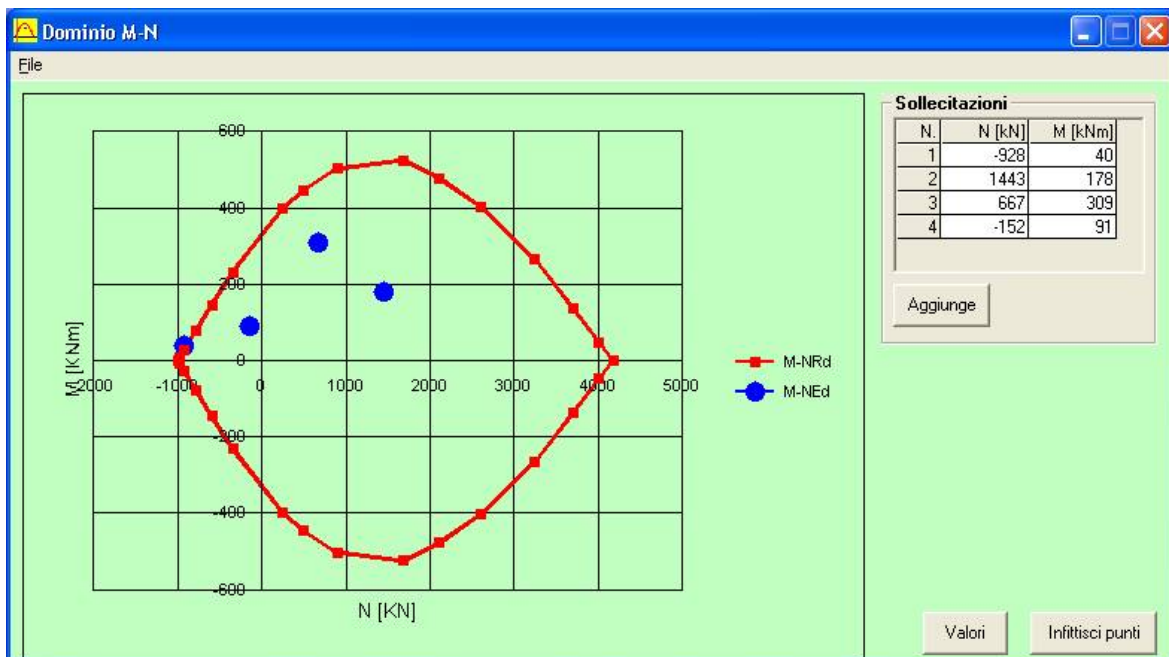 Dominio M-N
File
600
400
200
0
-200
-400
-600
M [KNm]
-2000 -1000 0 1000 2000 3000 4000 5000
N [KN]
M-NRd
M-NEd
Sollecitazioni
N. N [kN] M [kNm]
1 -928 40
2 1443 178
3 667 309
4 -152 91
Aggiunge
Valori
Infittisci punti